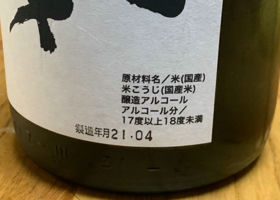 原材料名／米(国産)
米こうじ(国産米)
醸造アルコール
アルコール分／
17度以上18度未満
製造年月21.04